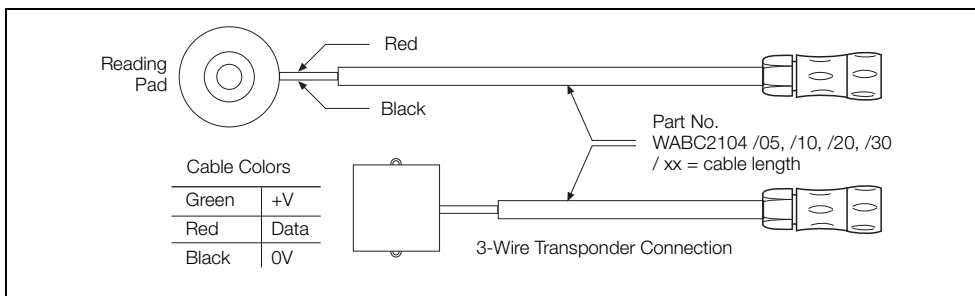 Red
Reading
Pad
Black
Part No.
WABC2104 /05, /10, /20, /30
/ xx = cable length
Cable Colors
Green +V
Red Data
Black 0V
3-Wire Transponder Connection